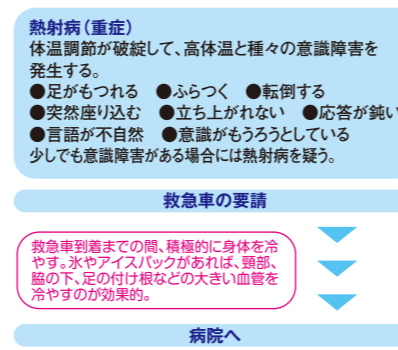 熱射病（重症）
体温調節が破綻して、高体温と種々の意識障害を
発生する。
●足がもつれる　●ふらつく　●転倒する
●突然座り込む　●立ち上がれない　●応答が鈍い
●言語が不自然　●意識がもうろうとしている
少しでも意識障害がある場合には熱射病を疑う。
救急車の要請
救急車到着までの間、積極的に身体を冷
やす。氷やアイスパックがあれば、頸部、
脇の下、足の付け根などの大きい血管を
冷やすのが効果的。
病院へ